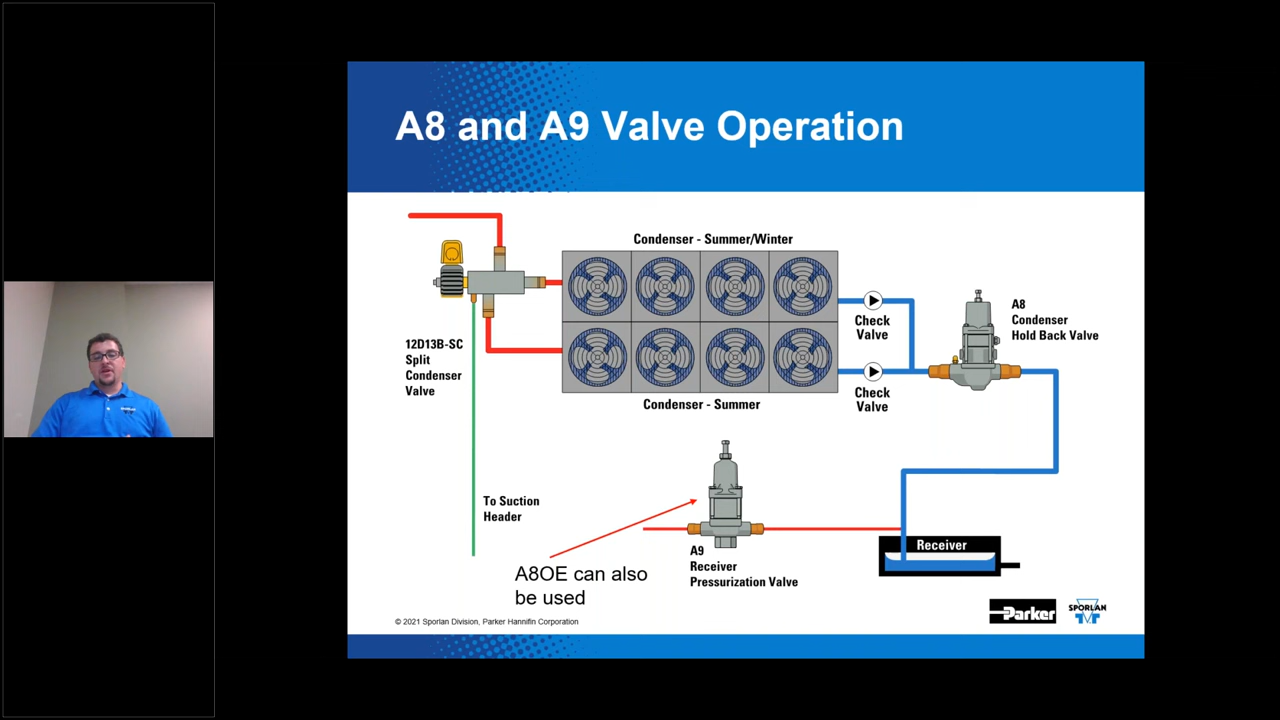 A8 and A9 Valve Operation
Condenser - Summer/Winter
12D13B-SC
Split
Condenser
Valve
Check
Valve
A8
Condenser
Hold Back Valve
Check
Valve
Condenser - Summer
To Suction
Header
A9
Receiver
Pressurization Valve
Receiver
A8OE can also
be used
© 2021 Sporlan Division, Parker Hannifin Corporation
Parker
SPORLAN